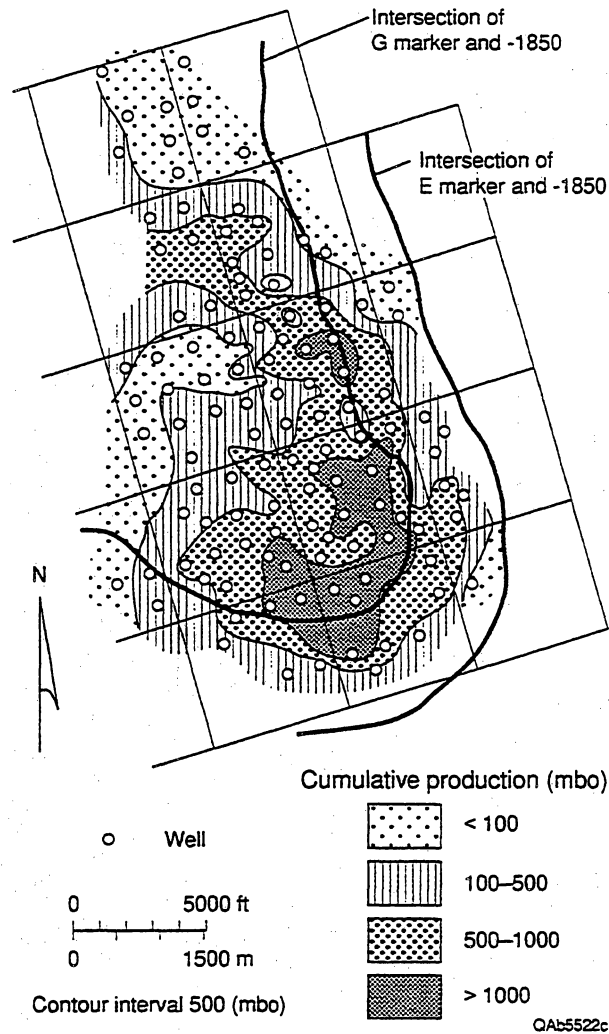 Intersection of
G marker and -1850
Intersection of
E marker and -1850
N
Cumulative production (mbo)
< 100
100–500
500–1000
> 1000
Well
0 5000 ft
0 1500 m
Contour interval 500 (mbo)
QAb5522c